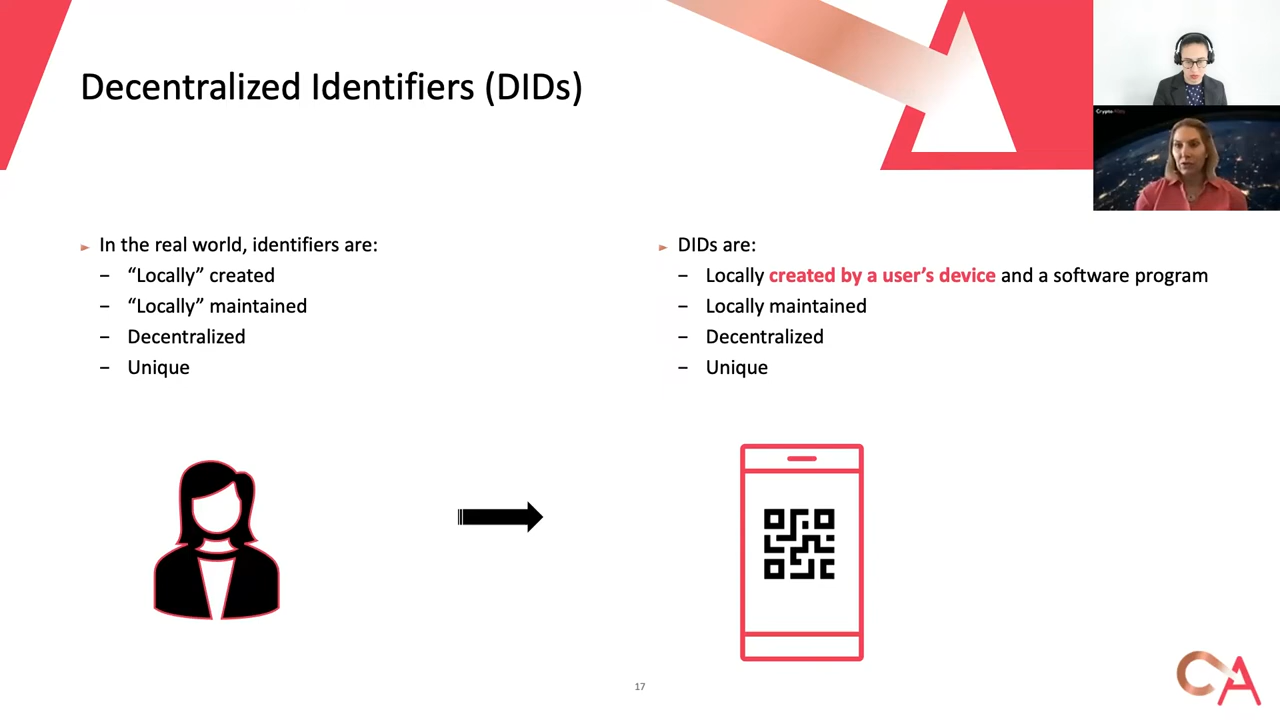 Decentralized Identifiers (DIDs)
In the real world, identifiers are:
− “Locally” created
− “Locally” maintained
− Decentralized
− Unique
DIDs are:
− Locally created by a user’s device and a software program
− Locally maintained
− Decentralized
− Unique
17
CA